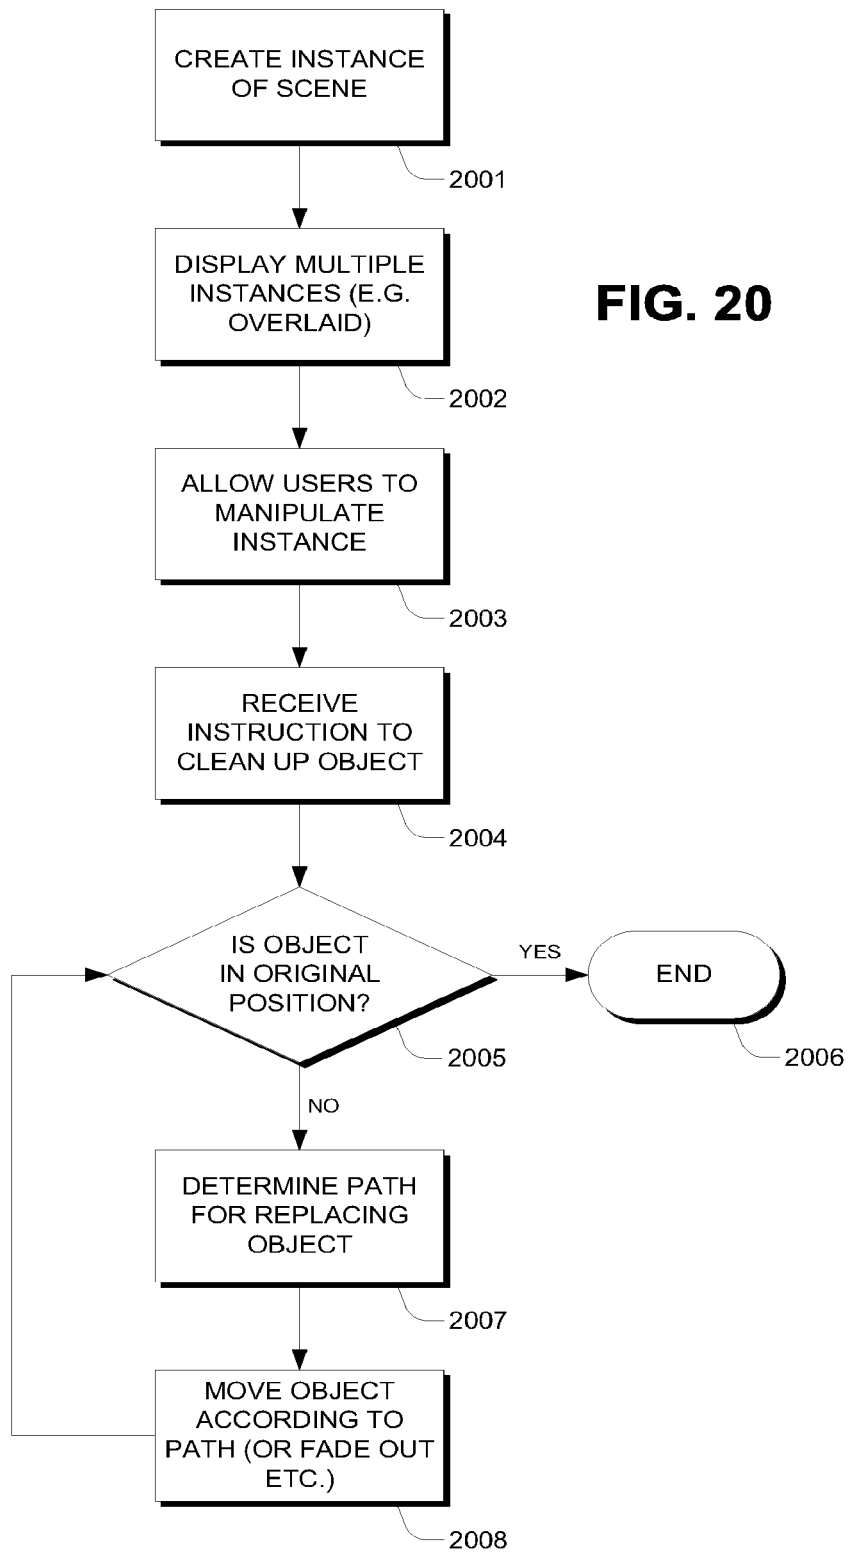 CREATE INSTANCE
OF SCENE
2001
DISPLAY MULTIPLE
INSTANCES (E.G.
OVERLAID)
2002
FIG. 20
ALLOW USERS TO
MANIPULATE
INSTANCE
2003
RECEIVE
INSTRUCTION TO
CLEAN UP OBJECT
2004
IS OBJECT
IN ORIGINAL
POSITION?
2005
YES
END
2006
NO
DETERMINE PATH
FOR REPLACING
OBJECT
2007
MOVE OBJECT
ACCORDING TO
PATH (OR FADE OUT
ETC.)
2008